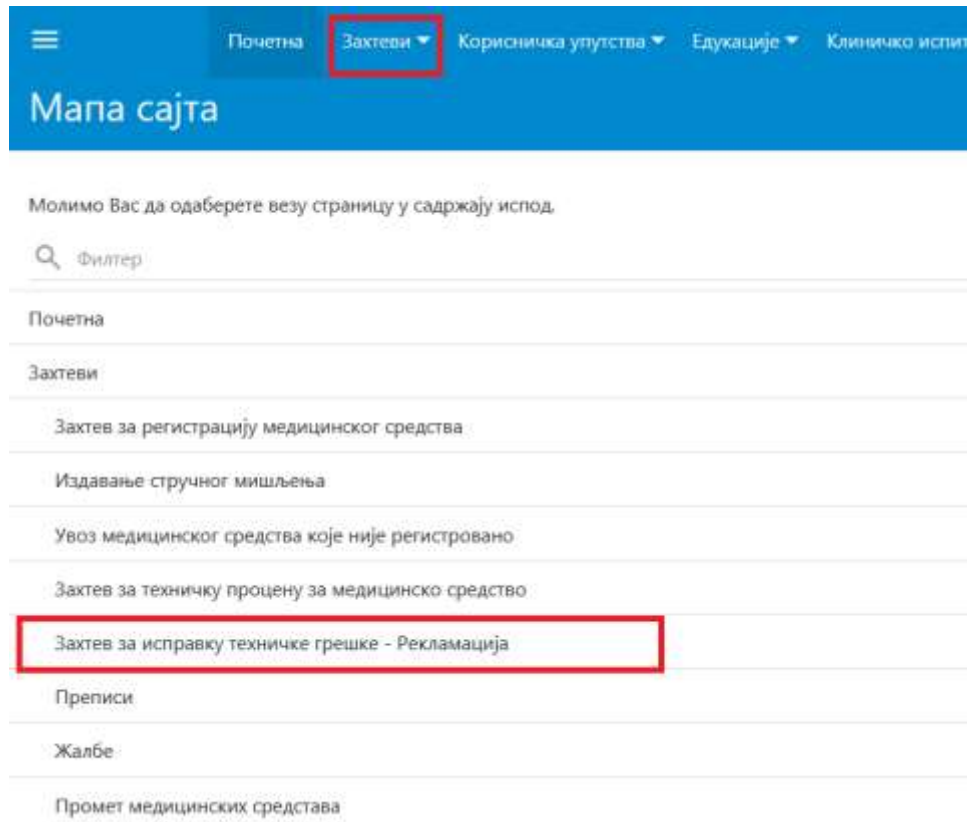 Почетна Захтеви Корисничка упутства Едукације Клиничко испит
Мапа сајта
Молимо Вас да одаберете везу страницу у садржају испод.
Филтер
Почетна
Захтеви
Захтев за регистрацију медицинског средства
Издавање стручног мишљења
Увоз медицинског средства које није регистровано
Захтев за техничку процену за медицинско средство
Захтев за исправку техничке грешке - Рекламација
Преписи
Жалбе
Промет медицинских средстава